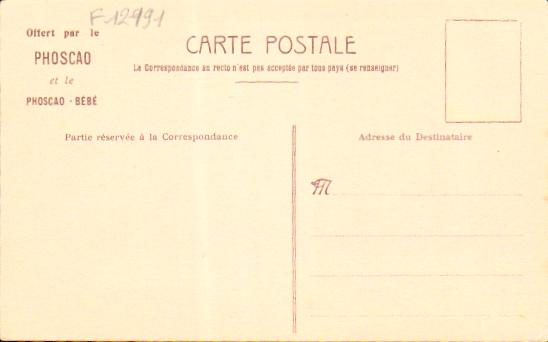 F12491
Offert par le
PHOSCAO
et le
PHOSCAO - BÉBÉ
CARTE POSTALE
La Correspondance au recto n'est pas acceptée par tous pays (se renseigner)
Partie réservée à la Correspondance
Adresse du Destinataire
M